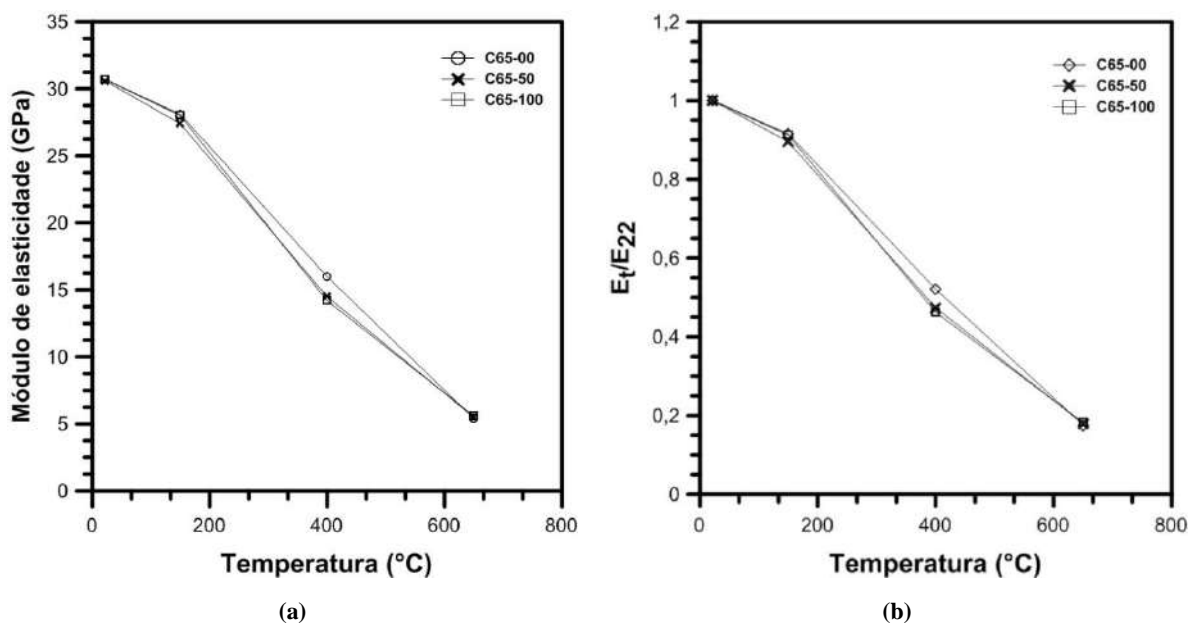 35
30
25
20
15
10
5
0
Módulo de elasticidade (GPa)
C65-00
C65-50
C65-100
0 200 400 600 800
Temperatura (°C)
(a)
1,2
1
0,8
0,6
0,4
0,2
0
Et/E22
C65-00
C65-50
C65-100
0 200 400 600 800
Temperatura (°C)
(b)